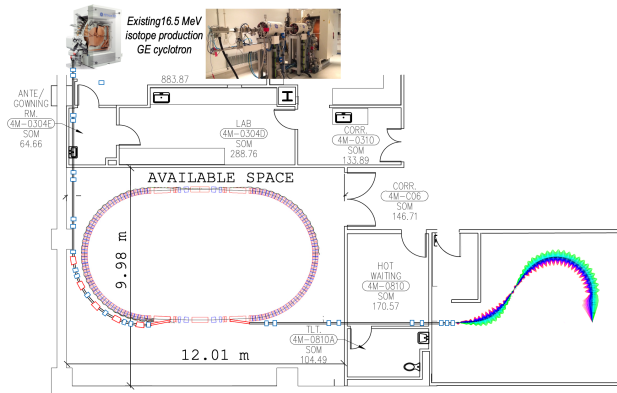 Existing16.5 MeV
isotope production
GE cyclotron
883.87
ANTE/
GOWNING
RM.
4M-0304E
SOM
64.66
LAB
4M-0304D
SOM
288.76
CORR.
4M-0310
SOM
133.89
AVAILABLE SPACE
CORR.
4M-C06
SOM
146.71
9.98 m
HOT
WAITING
4M-0810
SOM
170.57
TLT.
4M-0810A
SOM
104.49
12.01 m